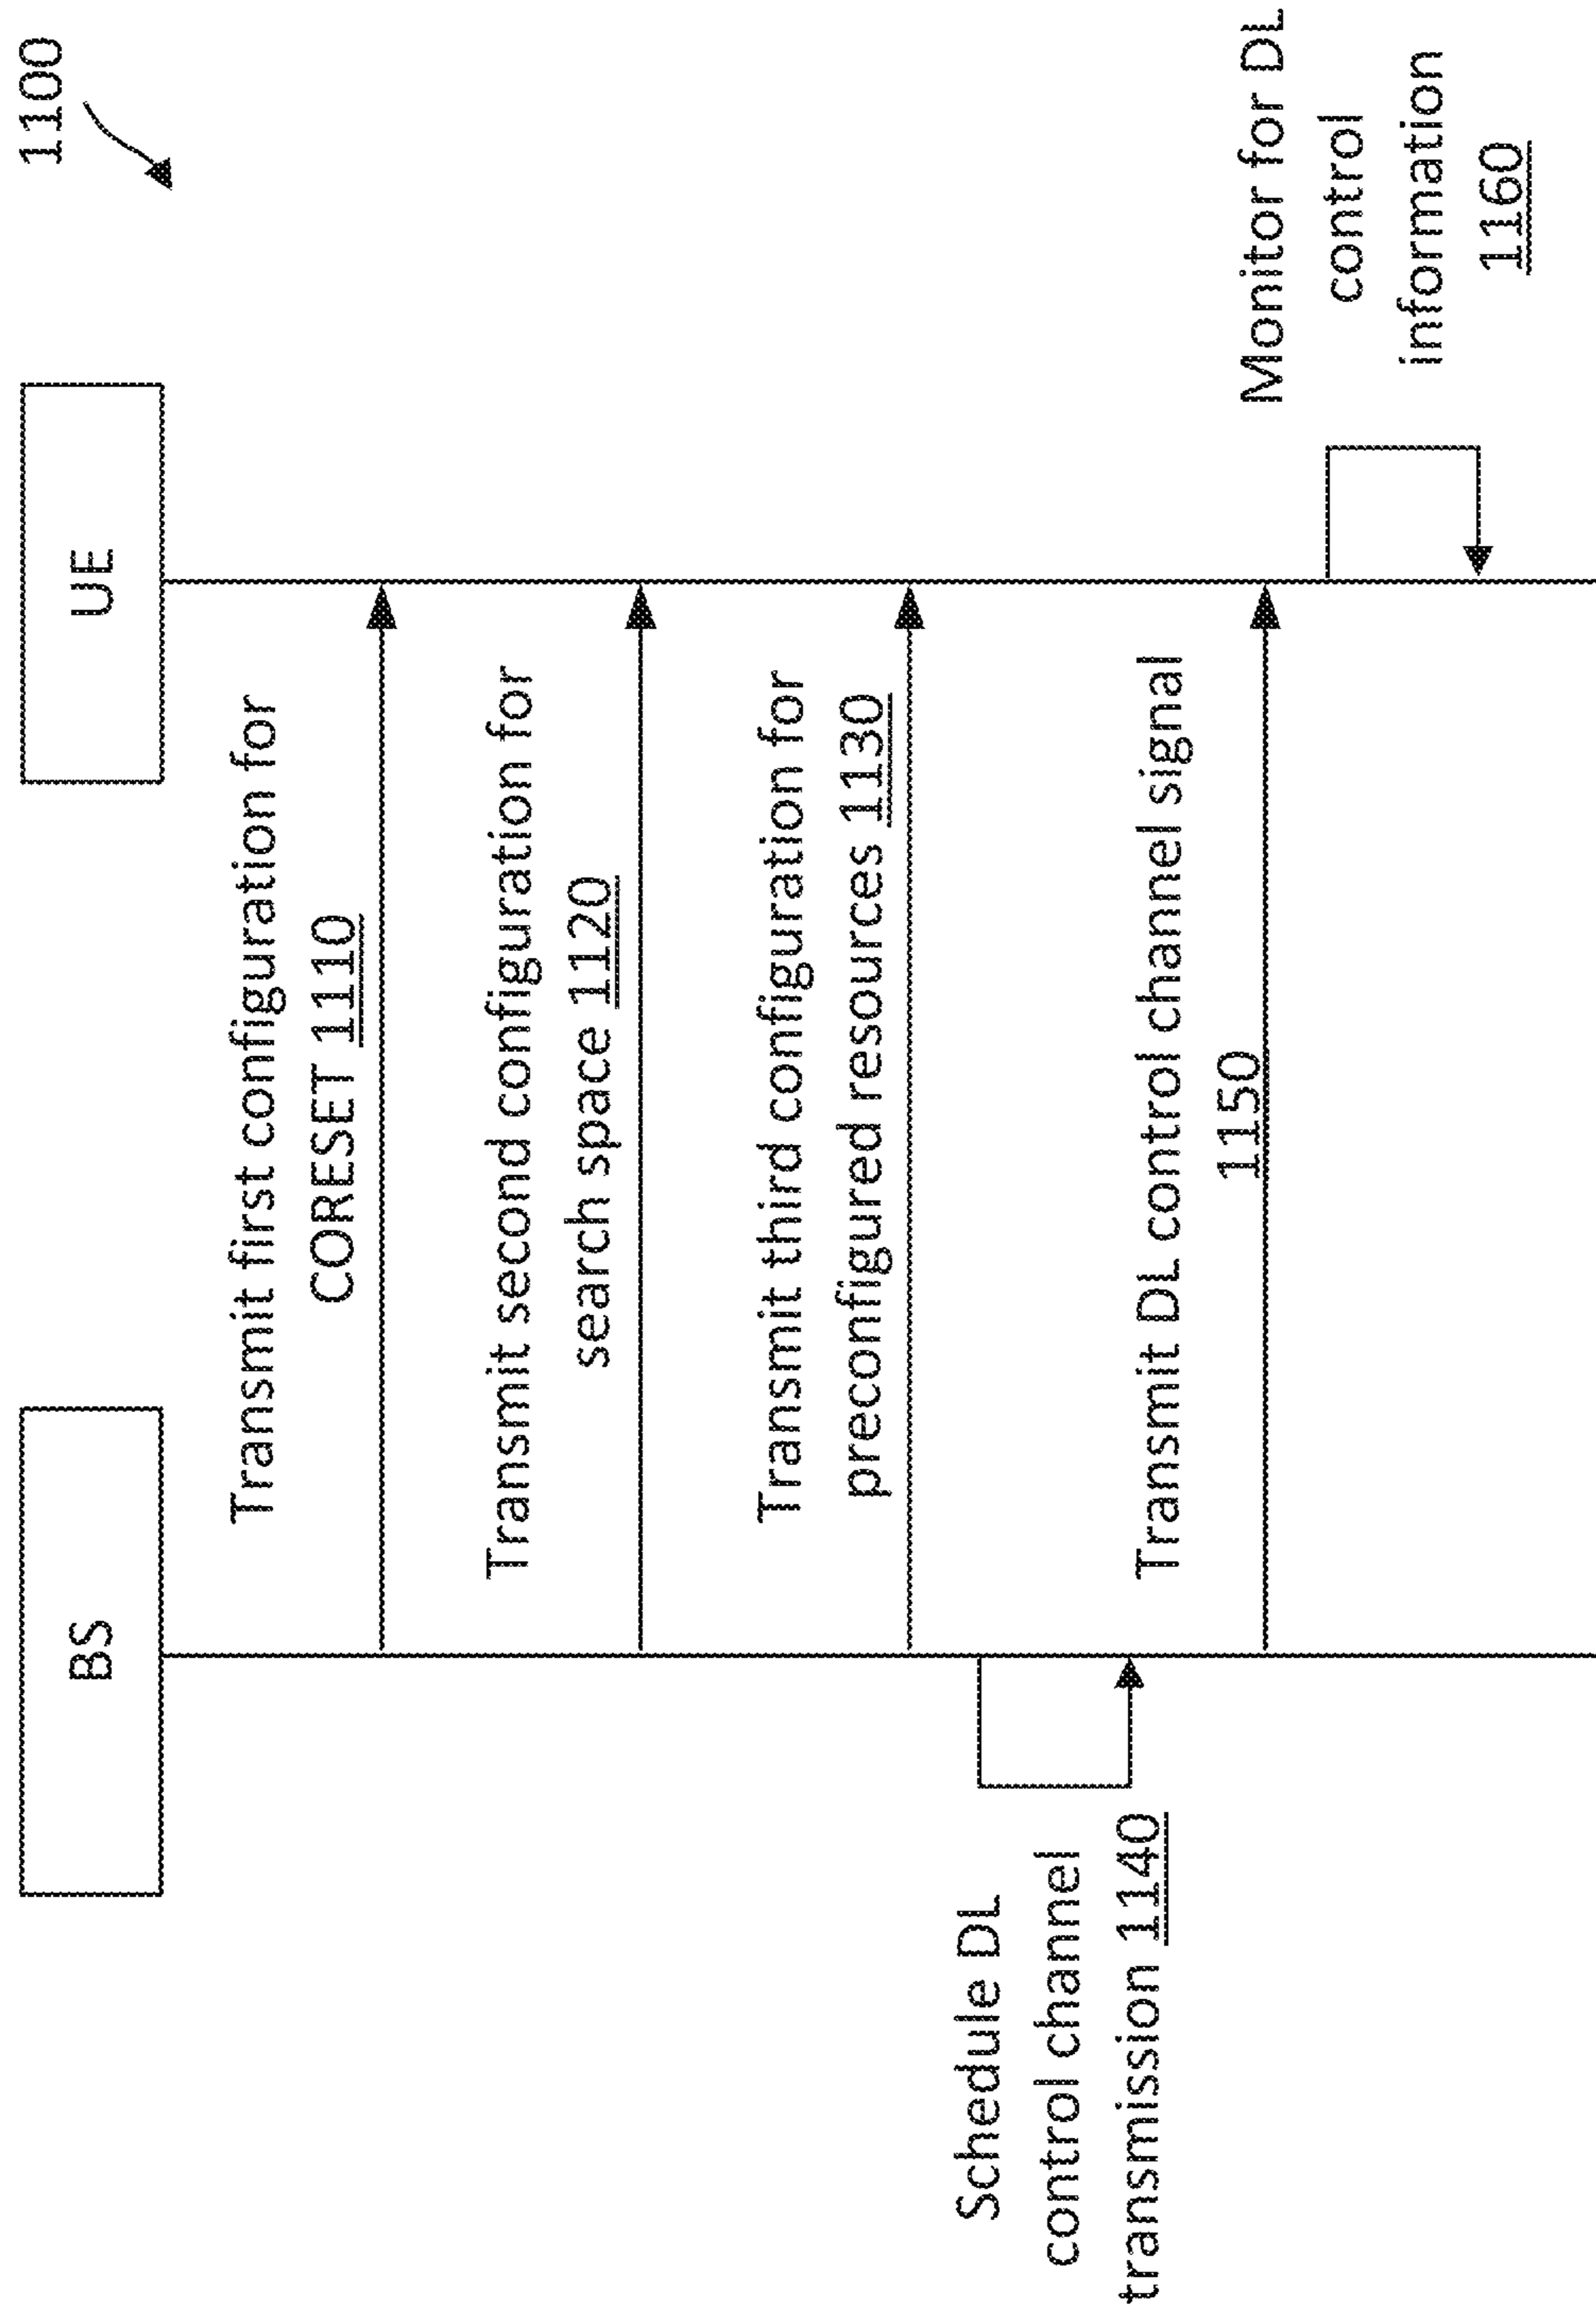 1100
BS
UE
Transmit first configuration for
CORESET 1110
Transmit second configuration for
search space 1120
Transmit third configuration for
preconfigured resources 1130
Schedule DL
control channel
transmission 1140
Transmit DL control channel signal
1150
Monitor for DL
control
information
1160